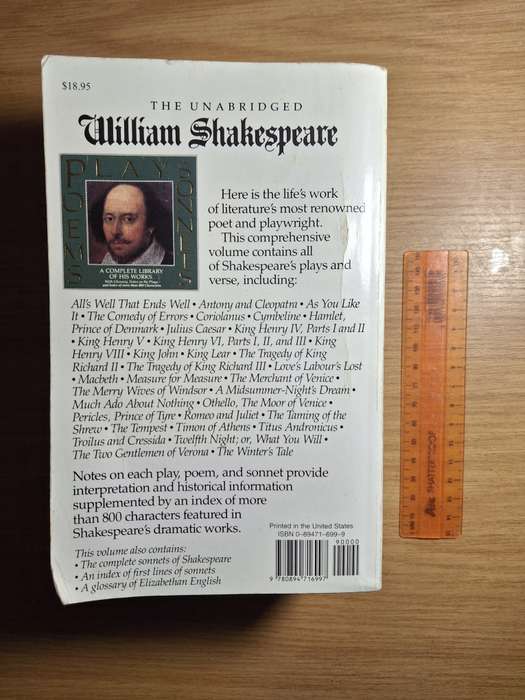 $18.95
THE UNABRIDGED
William Shakespeare
PLAYS
POEMS
SONNETS
A COMPLETE LIBRARY
OF HIS WORKS
Here is the life's work
of literature's most renowned
poet and playwright.
This comprehensive
volume contains all
of Shakespeare's plays and
verse, including:
All's Well That Ends Well • Antony and Cleopatra • As You Like
It • The Comedy of Errors • Coriolanus • Cymbeline • Hamlet,
Prince of Denmark • Julius Caesar • King Henry IV, Parts I and II
• King Henry V • King Henry VI, Parts I, II, and III • King
Henry VIII • King John • King Lear • The Tragedy of King
Richard II • The Tragedy of King Richard III • Love's Labour's Lost
• Macbeth • Measure for Measure • The Merchant of Venice •
The Merry Wives of Windsor • A Midsummer-Night's Dream •
Much Ado About Nothing • Othello, The Moor of Venice •
Pericles, Prince of Tyre • Romeo and Juliet • The Taming of the
Shrew • The Tempest • Timon of Athens • Titus Andronicus •
Troilus and Cressida • Twelfth Night; or, What You Will •
The Two Gentlemen of Verona • The Winter's Tale
Notes on each play, poem, and sonnet provide
interpretation and historical information
supplemented by an index of more
than 800 characters featured in
Shakespeare's dramatic works.
This volume also contains:
• The complete sonnets of Shakespeare
• An index of first lines of sonnets
• A glossary of Elizabethan English
Printed in the United States
ISBN 0-89471-699-9
90000
9 780894 716997